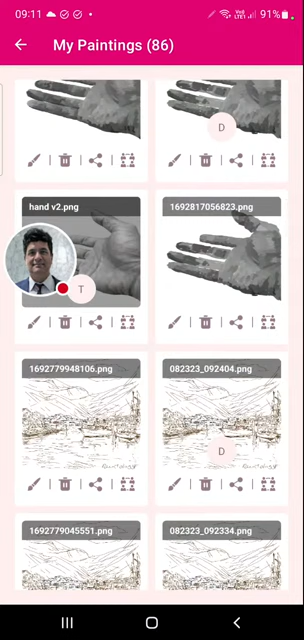 09:11
91%
My Paintings (86)
D
hand v2.png
1692817056823.png
T
1692779948106.png
082323_092404.png
D
1692779045551.png
082323_092334.png